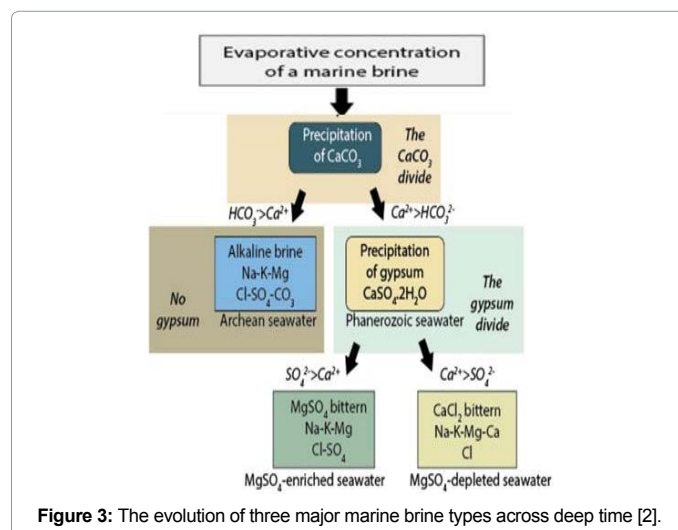 Evaporative concentration
of a marine brine
Precipitation
of CaCO₃
The
CaCO₃
divide
HCO₃⁻>Ca²⁺
Ca²⁺>HCO₃²⁻
No
gypsum
Alkaline brine
Na-K-Mg
Cl-SO₄-CO₃
Archean seawater
Precipitation
of gypsum
CaSO₄.2H₂O
Phanerozoic seawater
The
gypsum
divide
SO₄²⁻>Ca²⁺
Ca²⁺>SO₄²⁻
MgSO₄ bittern
Na-K-Mg
Cl-SO₄
MgSO₄-enriched seawater
CaCl₂ bittern
Na-K-Mg-Ca
Cl
MgSO₄-depleted seawater
Figure 3: The evolution of three major marine brine types across deep time [2].